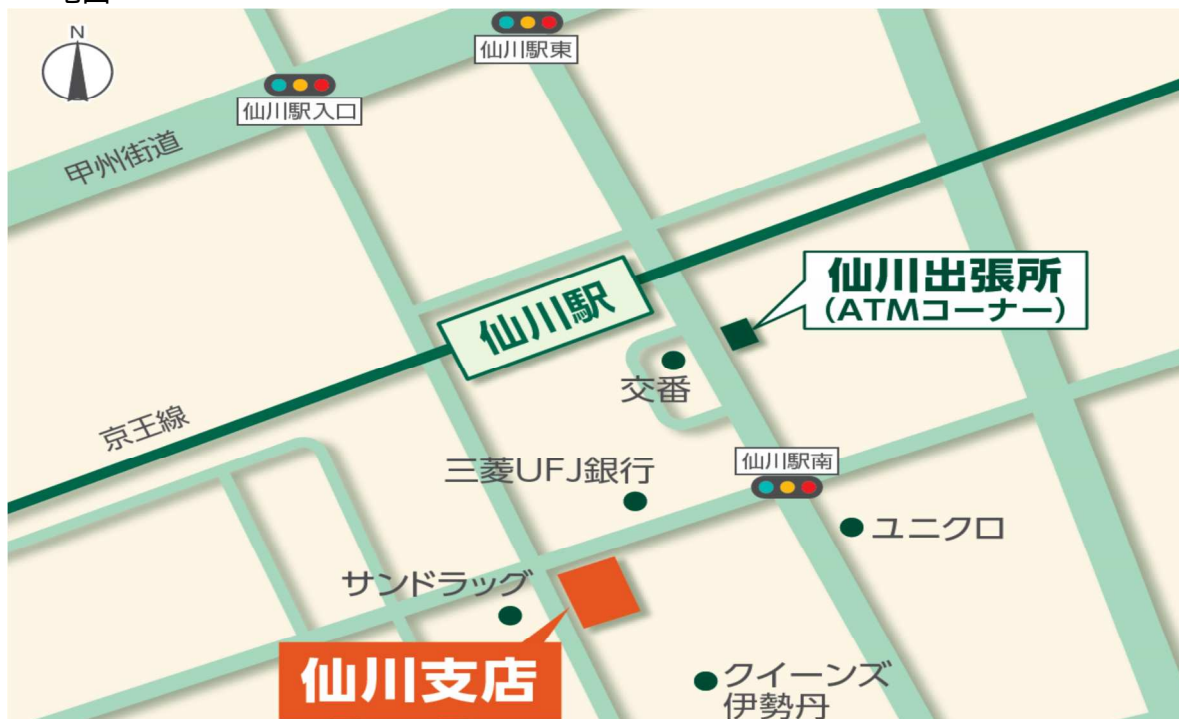 N
仙川駅東
仙川駅入口
甲州街道
仙川出張所
(ATMコーナー)
仙川駅
交番
京王線
三菱UFJ銀行
仙川駅南
ユニクロ
サンドラッグ
仙川支店
クイーンズ
伊勢丹